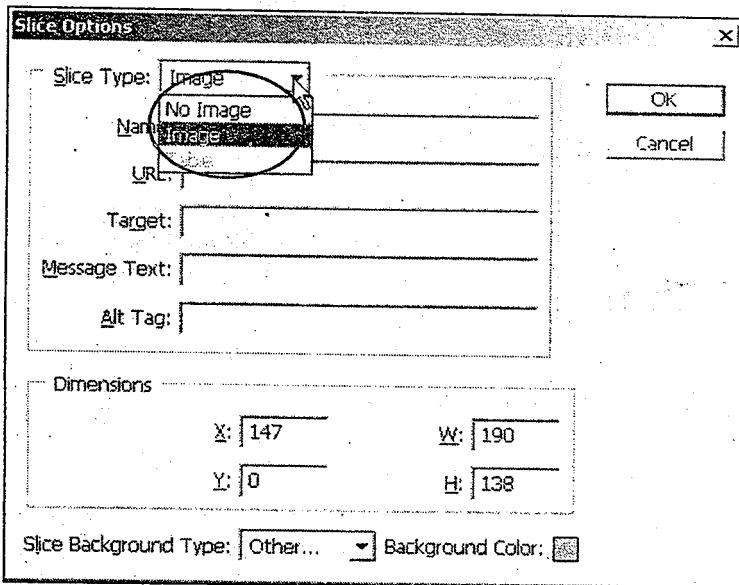 Slice Options
Slice Type: Image
No Image
Image
Name:
URL:
Target:
Message Text:
Alt Tag:
OK
Cancel
Dimensions
X: 147
W: 190
Y: 0
H: 138
Slice Background Type: Other...
Background Color: